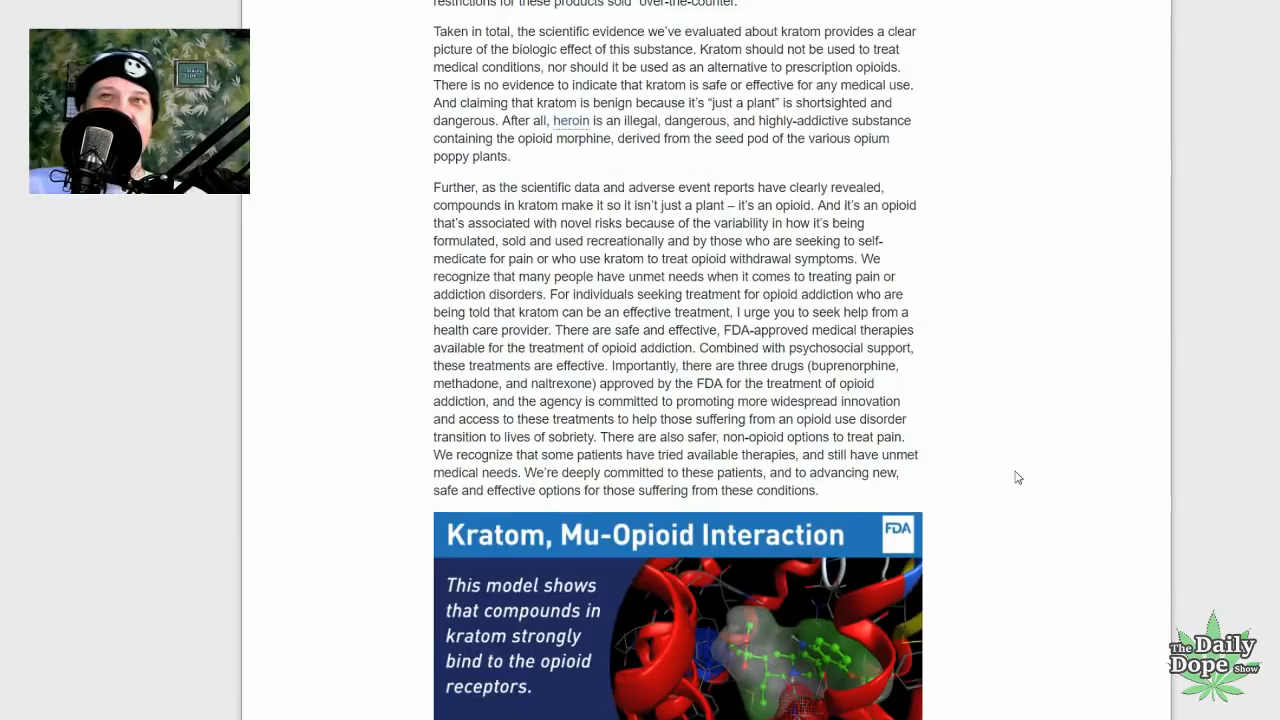 restrictions for these products sold “over-the-counter.”
Taken in total, the scientific evidence we’ve evaluated about kratom provides a clear
picture of the biologic effect of this substance. Kratom should not be used to treat
medical conditions, nor should it be used as an alternative to prescription opioids.
There is no evidence to indicate that kratom is safe or effective for any medical use.
And claiming that kratom is benign because it’s “just a plant” is shortsighted and
dangerous. After all, heroin is an illegal, dangerous, and highly-addictive substance
containing the opioid morphine, derived from the seed pod of the various opium
poppy plants.
Further, as the scientific data and adverse event reports have clearly revealed,
compounds in kratom make it so it isn’t just a plant – it’s an opioid. And it’s an opioid
that’s associated with novel risks because of the variability in how it’s being
formulated, sold and used recreationally and by those who are seeking to self-
medicate for pain or who use kratom to treat opioid withdrawal symptoms. We
recognize that many people have unmet needs when it comes to treating pain or
addiction disorders. For individuals seeking treatment for opioid addiction who are
being told that kratom can be an effective treatment, I urge you to seek help from a
health care provider. There are safe and effective, FDA-approved medical therapies
available for the treatment of opioid addiction. Combined with psychosocial support,
these treatments are effective. Importantly, there are three drugs (buprenorphine,
methadone, and naltrexone) approved by the FDA for the treatment of opioid
addiction, and the agency is committed to promoting more widespread innovation
and access to these treatments to help those suffering from an opioid use disorder
transition to lives of sobriety. There are also safer, non-opioid options to treat pain.
We recognize that some patients have tried available therapies, and still have unmet
medical needs. We’re deeply committed to these patients, and to advancing new,
safe and effective options for those suffering from these conditions.
Kratom, Mu-Opioid Interaction
FDA
This model shows
that compounds in
kratom strongly
bind to the opioid
receptors.
The Daily
Dope Show